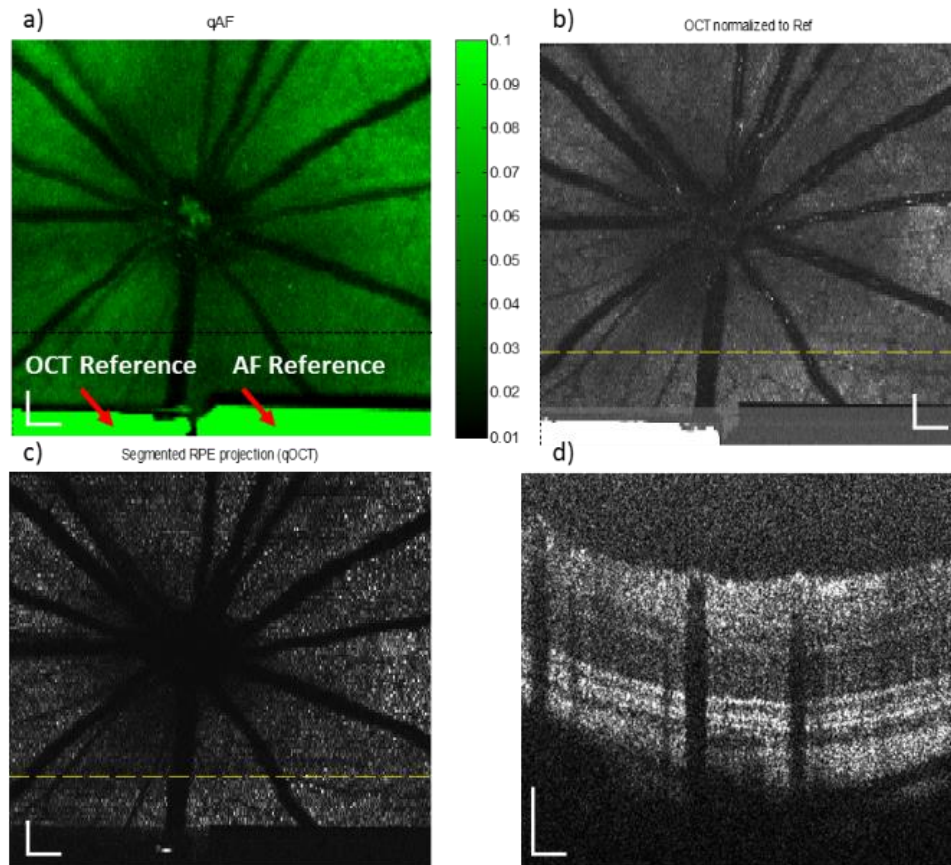 a)
qAF
b)
OCT normalized to Ref
0.1
0.09
0.08
0.07
0.06
0.05
0.04
0.03
0.02
0.01
OCT Reference
AF Reference
c)
Segmented RPE projection (qOCT)
d)